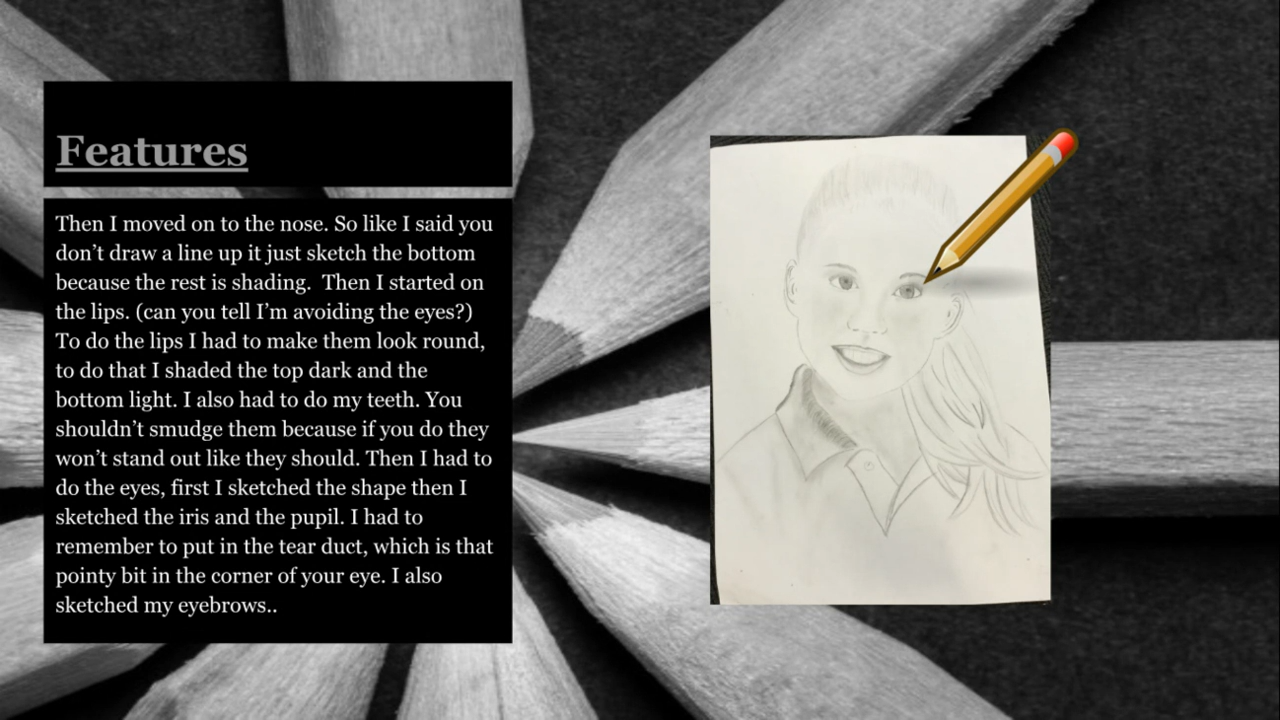 Features
Then I moved on to the nose. So like I said you
don’t draw a line up it just sketch the bottom
because the rest is shading.  Then I started on
the lips. (can you tell I’m avoiding the eyes?)
To do the lips I had to make them look round,
to do that I shaded the top dark and the
bottom light. I also had to do my teeth. You
shouldn’t smudge them because if you do they
won’t stand out like they should. Then I had to
do the eyes, first I sketched the shape then I
sketched the iris and the pupil. I had to
remember to put in the tear duct, which is that
pointy bit in the corner of your eye. I also
sketched my eyebrows..